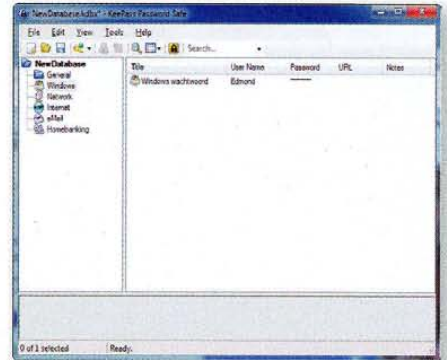 NewDatabase.kdbx* - KeePass Password Safe
File Edit View Tools Help
Search...
NewDatabase
General
Windows
Network
Internet
eMail
Homebanking
Title User Name Password URL Notes
Windows wachtwoord Edmond ********
0 of 1 selected Ready.